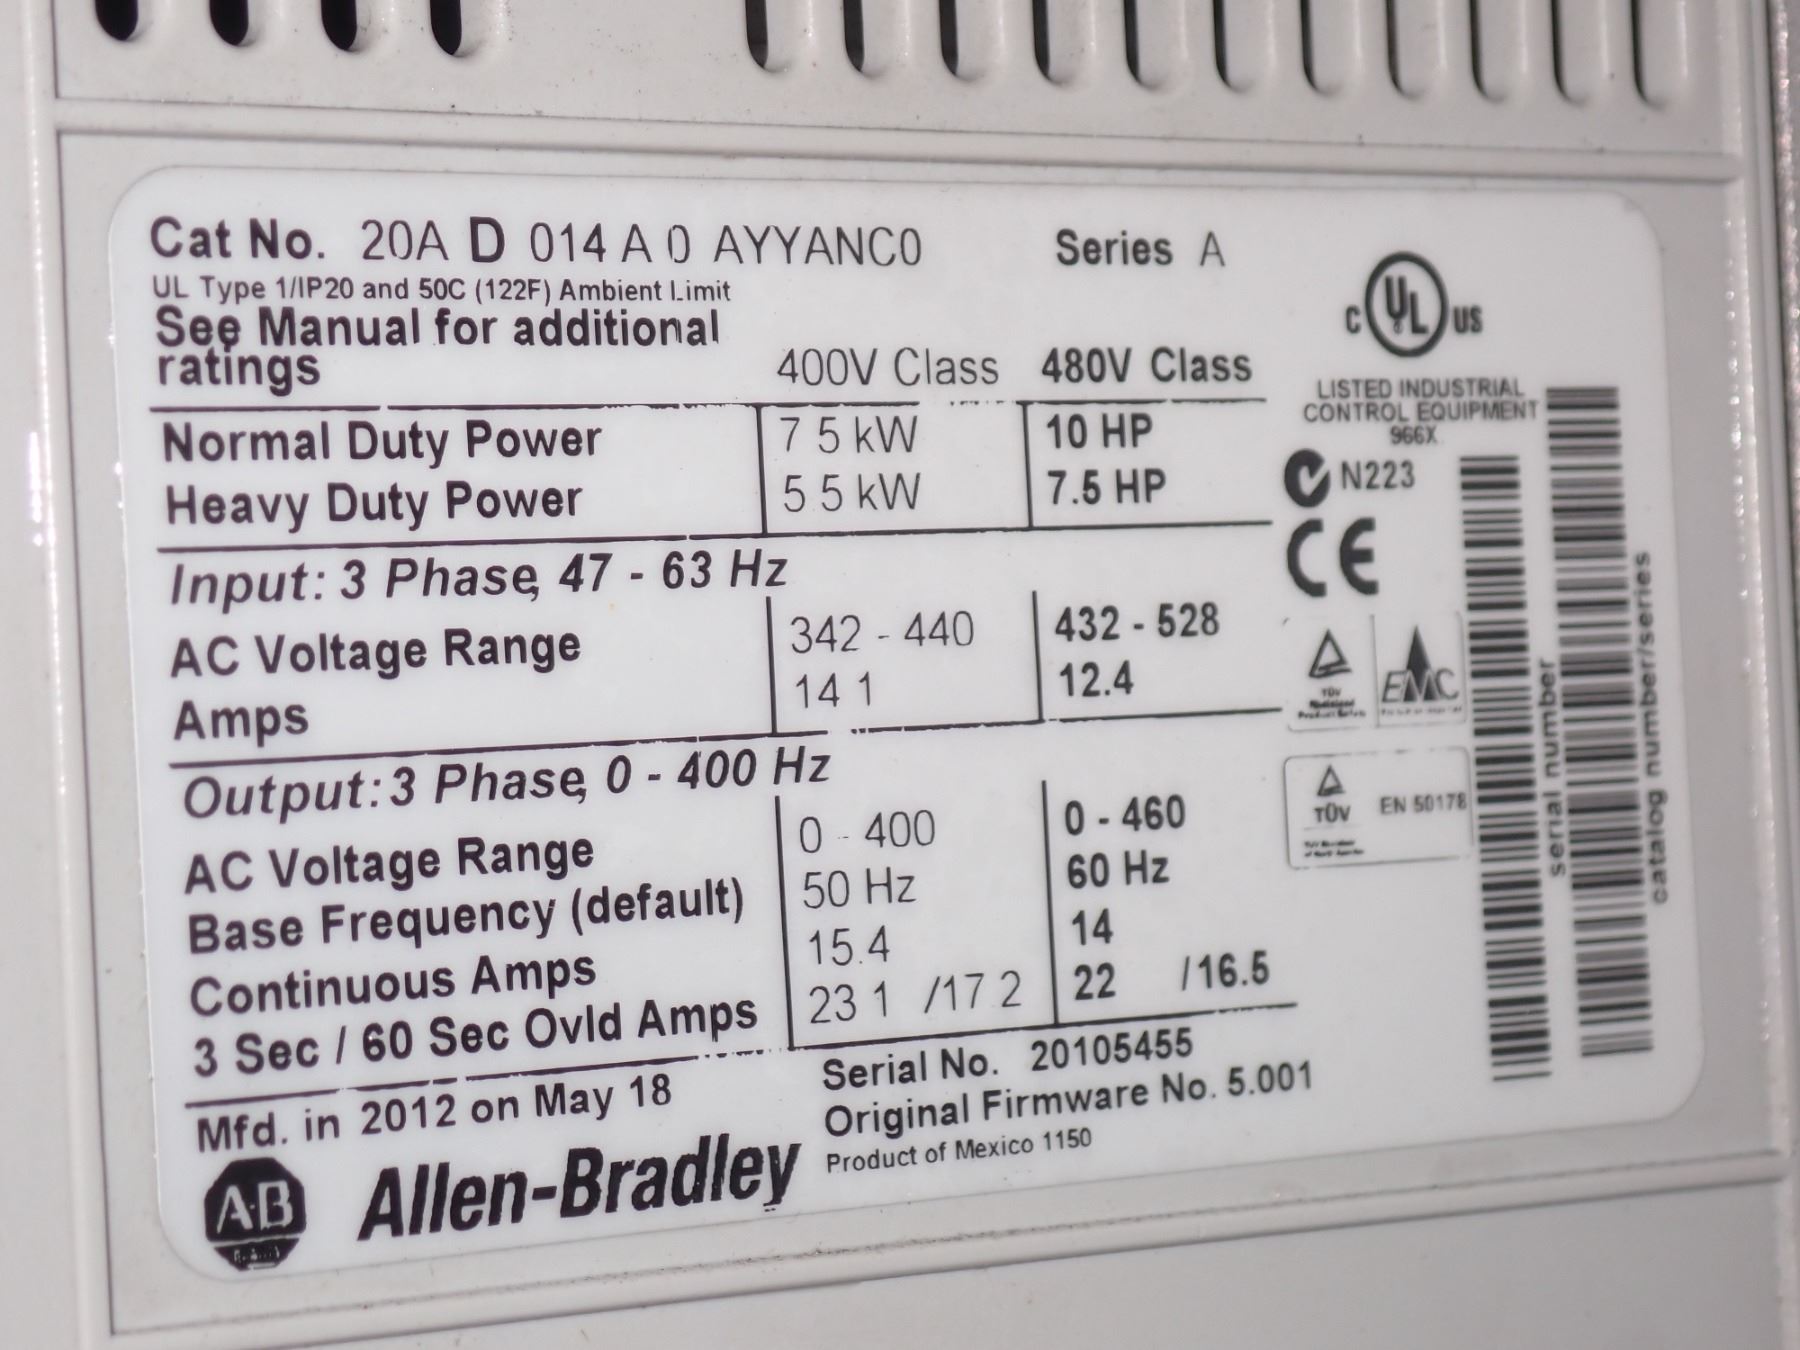 Cat No. 20A D 014 A 0 AYYANC0 Series A
UL Type 1/IP20 and 50C (122F) Ambient Limit
See Manual for additional
ratings 400V Class 480V Class
Normal Duty Power 7 5 kW 10 HP
Heavy Duty Power 5.5 kW 7.5 HP
Input: 3 Phase, 47 - 63 Hz
AC Voltage Range 342 - 440 432 - 528
Amps 14 1 12.4
Output: 3 Phase, 0 - 400 Hz
AC Voltage Range 0 - 400 0 - 460
Base Frequency (default) 50 Hz 60 Hz
Continuous Amps 15.4 14
3 Sec / 60 Sec Ovld Amps 23 1 /17 2 22 /16.5
Mfd. in 2012 on May 18
Serial No. 20105455
Original Firmware No. 5.001
Product of Mexico 1150
A·B
Allen-Bradley
C UL US
LISTED INDUSTRIAL
CONTROL EQUIPMENT
966X
N223
CE
TÜV
EMC
TÜV EN 50178
serial number
catalog number/series